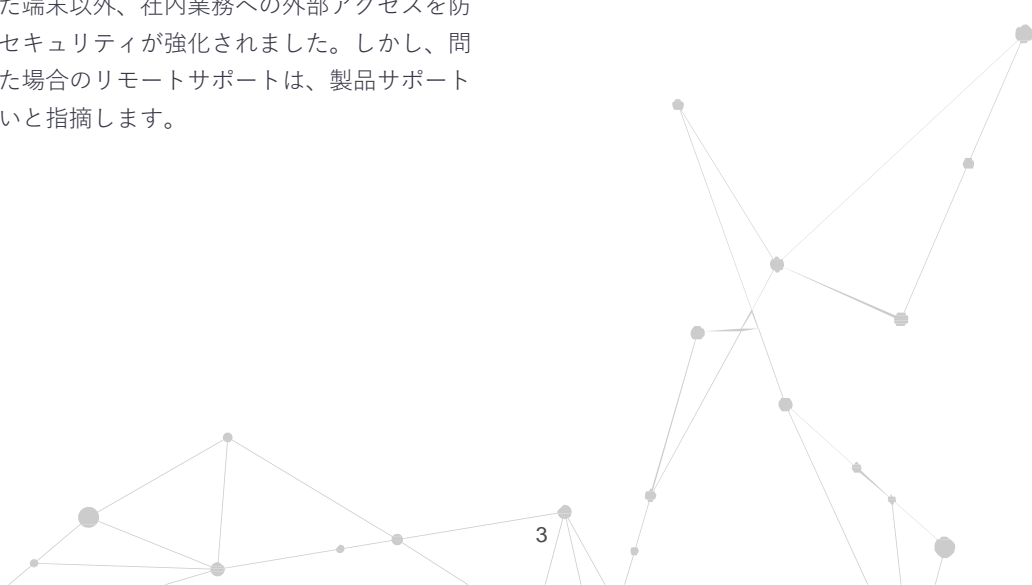 た端末以外、社内業務への外部アクセスを防
セキュリティが強化されました。しかし、問
た場合のリモートサポートは、製品サポート
いと指摘します。
3